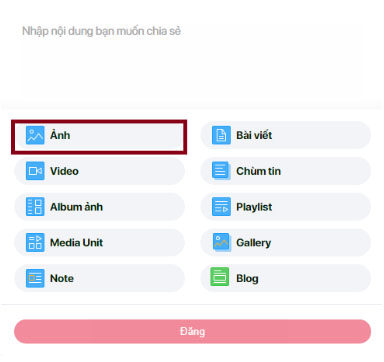 Nhập nội dung bạn muốn chia sẻ
Ảnh
Bài viết
Video
Chùm tin
Album ảnh
Playlist
Media Unit
Gallery
Note
Blog
Đăng